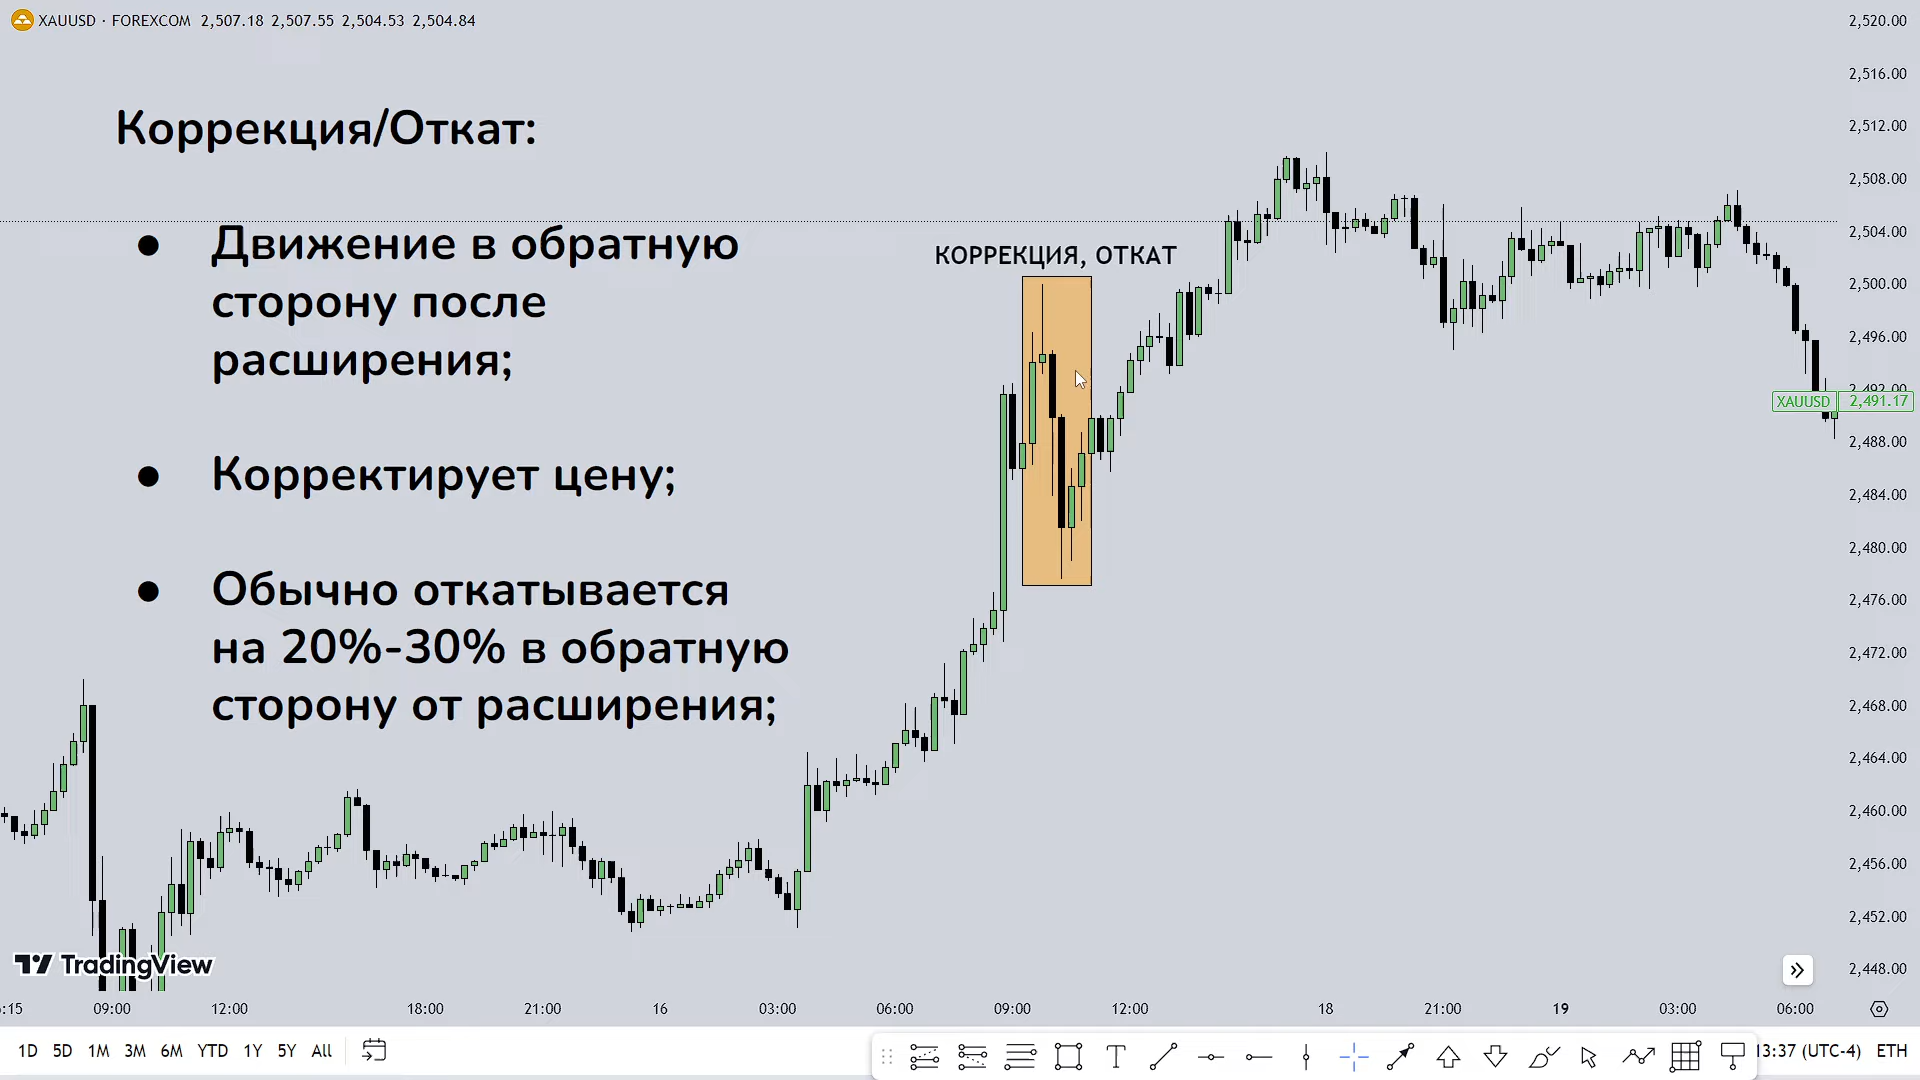 XAUUSD · FOREXCOM 2,507.18 2,507.55 2,504.53 2,504.84
Коррекция/Откат:
● Движение в обратную
сторону после
расширения;
● Корректирует цену;
● Обычно откатывается
на 20%-30% в обратную
сторону от расширения;
КОРРЕКЦИЯ, ОТКАТ
2,520.00
2,516.00
2,512.00
2,508.00
2,504.00
2,500.00
2,496.00
2,492.00
XAUUSD 2,491.17
2,488.00
2,484.00
2,480.00
2,476.00
2,472.00
2,468.00
2,464.00
2,460.00
2,456.00
2,452.00
2,448.00
TradingView
:15 09:00 12:00 18:00 21:00 16 03:00 06:00 09:00 12:00 18 21:00 19 03:00 06:00
1D 5D 1M 3M 6M YTD 1Y 5Y All
13:37 (UTC-4) ETH